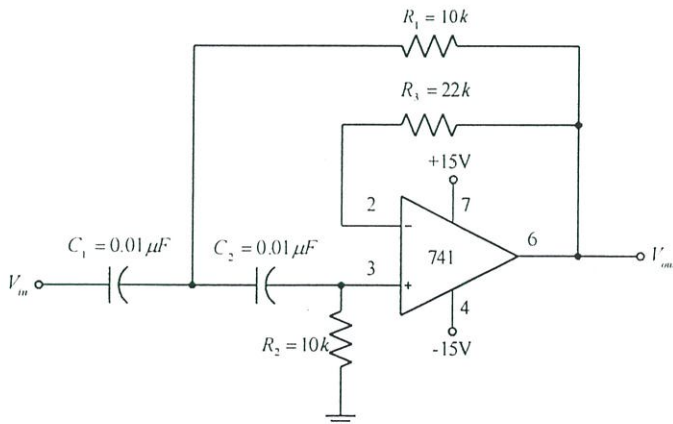 R₁ = 10k
R₃ = 22k
+15V
2
7
C₁ = 0.01μF
C₂ = 0.01μF
741
6
Vᵢₙ
3
Vₒᵤₜ
4
R₂ = 10k
-15V